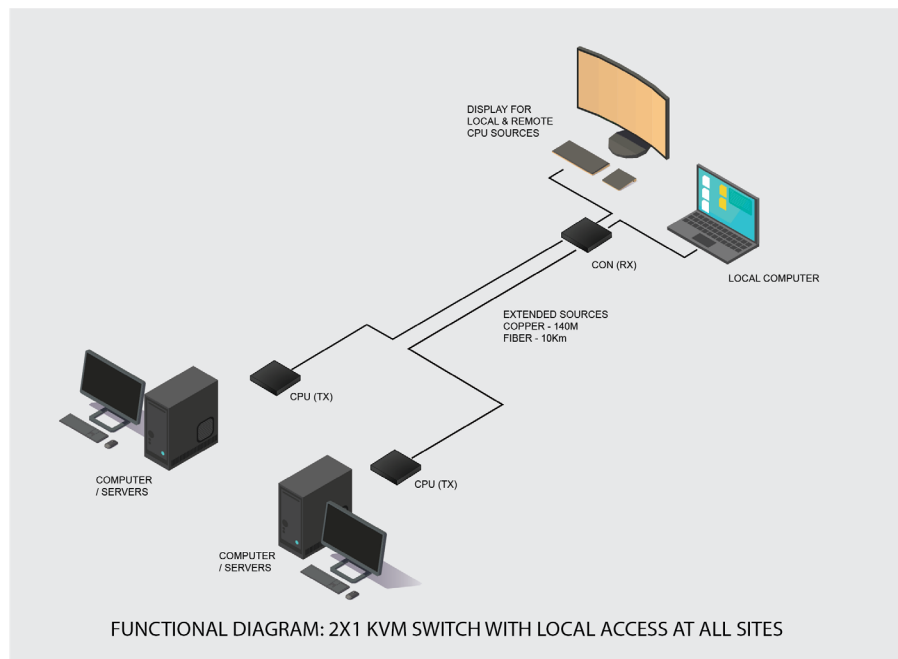 DISPLAY FOR
LOCAL & REMOTE
CPU SOURCES
CON (RX)
LOCAL COMPUTER
EXTENDED SOURCES
COPPER - 140M
FIBER - 10Km
CPU (TX)
COMPUTER
/ SERVERS
CPU (TX)
COMPUTER
/ SERVERS
FUNCTIONAL DIAGRAM: 2X1 KVM SWITCH WITH LOCAL ACCESS AT ALL SITES